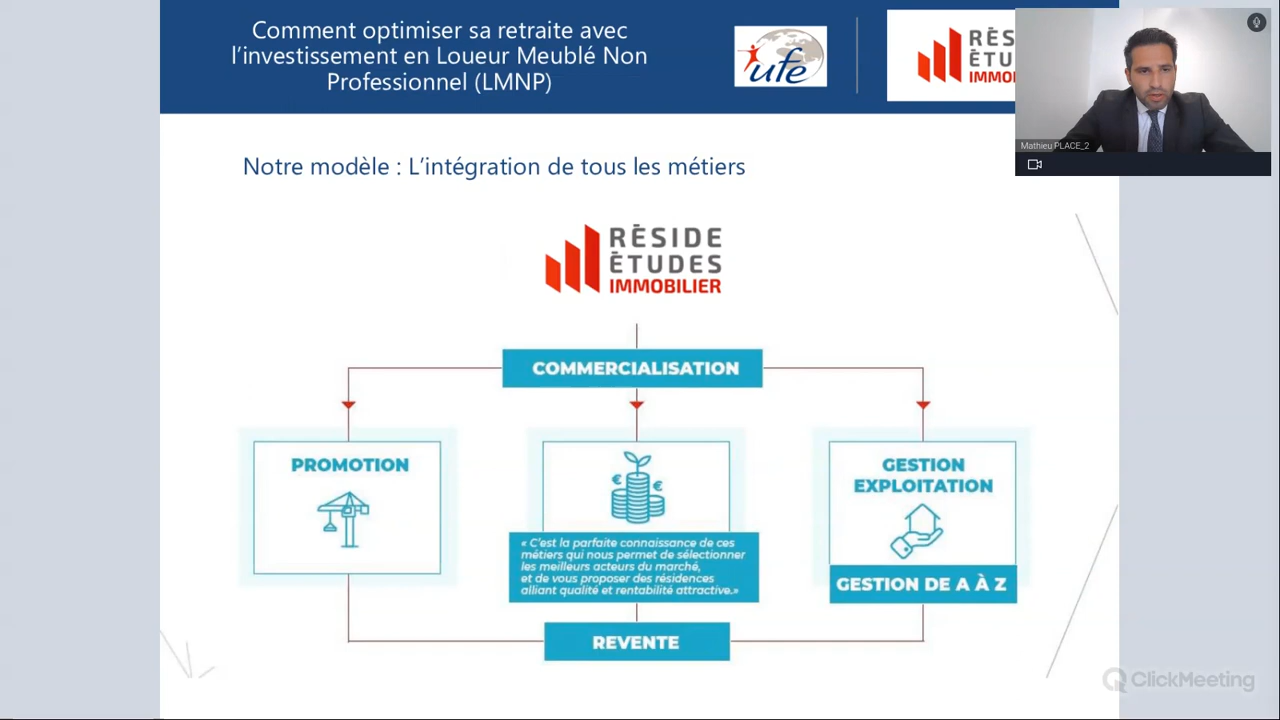 Comment optimiser sa retraite avec
l'investissement en Loueur Meublé Non
Professionnel (LMNP)
ufe
RÉS
ÉTU
IMMO
Mathieu PLACE_2
Notre modèle : L'intégration de tous les métiers
RÉSIDE
ÉTUDES
IMMOBILIER
COMMERCIALISATION
PROMOTION
€ €
« C'est la parfaite connaissance de ces
métiers qui nous permet de sélectionner
les meilleurs acteurs du marché,
et de vous proposer des résidences
alliant qualité et rentabilité attractive.»
GESTION
EXPLOITATION
GESTION DE A À Z
REVENTE
ClickMeeting